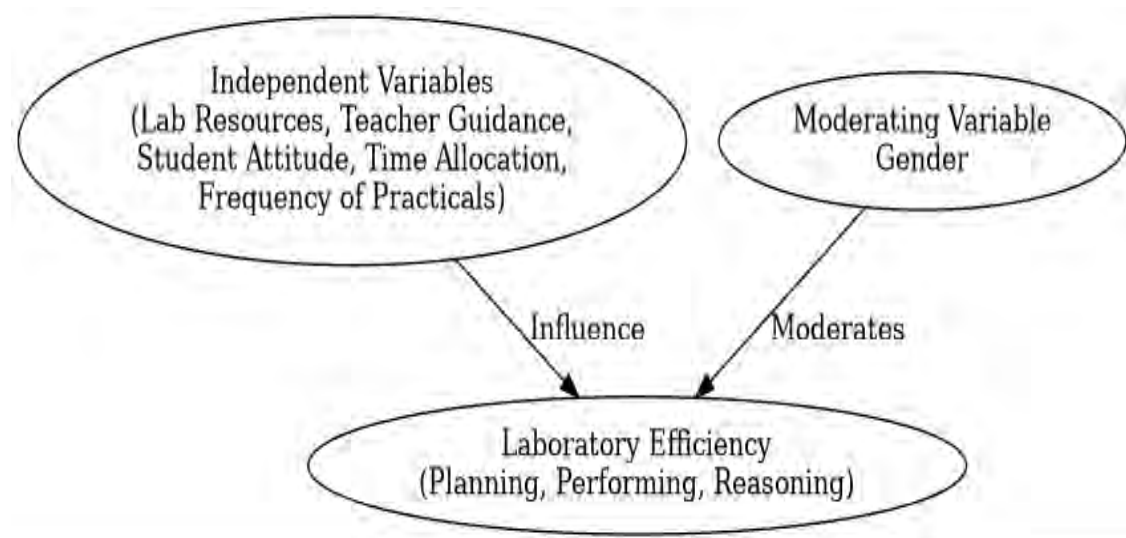 Independent Variables
(Lab Resources, Teacher Guidance,
Student Attitude, Time Allocation,
Frequency of Practicals)
Moderating Variable
Gender
Influence
Moderates
Laboratory Efficiency
(Planning, Performing, Reasoning)